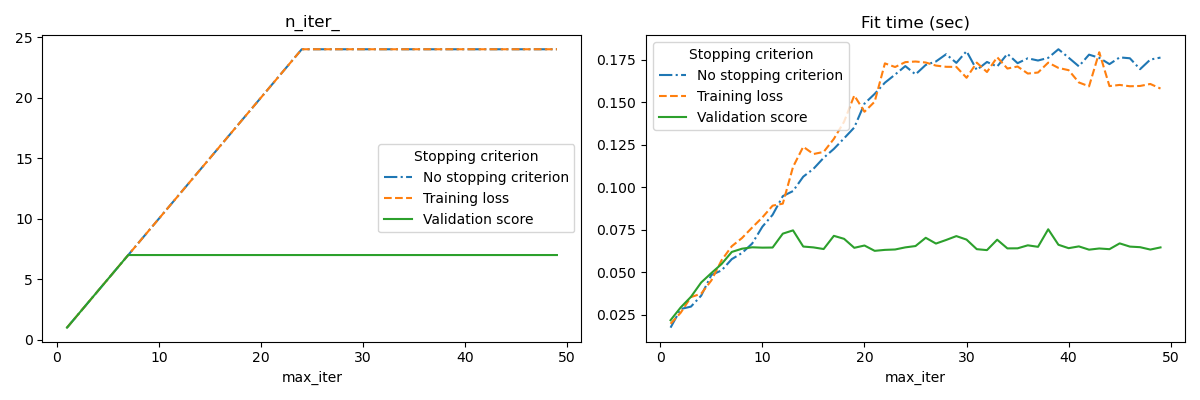 n_iter_
25
20
15
10
5
0
Stopping criterion
No stopping criterion
Training loss
Validation score
0 10 20 30 40 50
max_iter
Fit time (sec)
0.175
0.150
0.125
0.100
0.075
0.050
0.025
Stopping criterion
No stopping criterion
Training loss
Validation score
0 10 20 30 40 50
max_iter